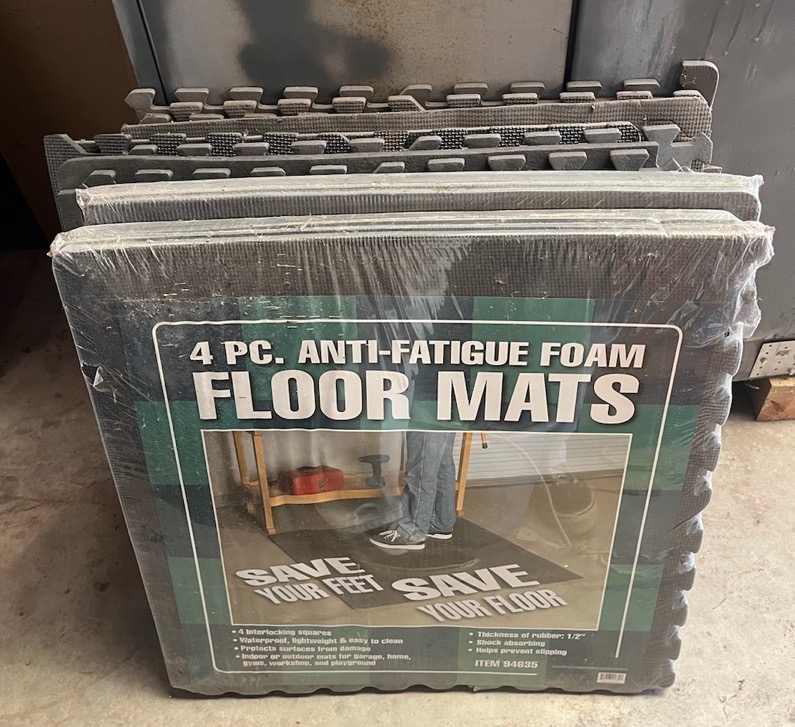 4 PC. ANTI-FATIGUE FOAM
FLOOR MATS
SAVE
YOUR FEET
SAVE
YOUR FLOOR
• 4 interlocking squares
• Waterproof, lightweight & easy to clean
• Protects surfaces from damage
• Indoor or outdoor mats for garage, home,
gyms, workshop, and playground
• Thickness of rubber: 1/2"
• Shock absorbing
• Helps prevent slipping
ITEM 94635